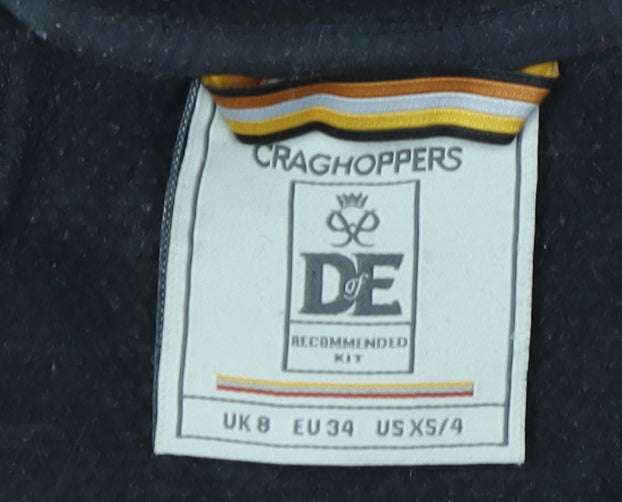 CRAGHOPPERS
DofE
RECOMMENDED
KIT
UK 8 EU 34 US XS/4